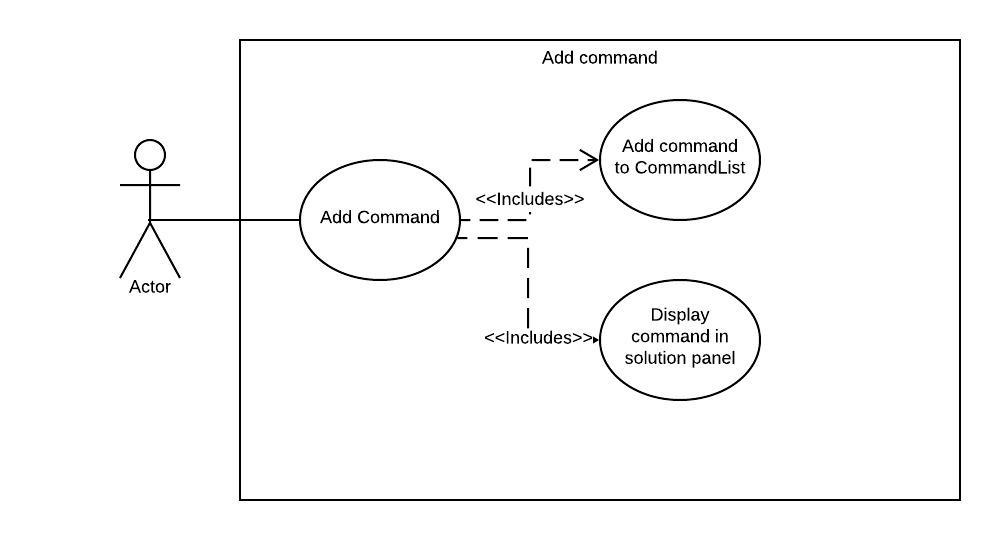 Add command
Add command
to CommandList
<<Includes>>
Add Command
Actor
Display
command in
solution panel
<<Includes>>